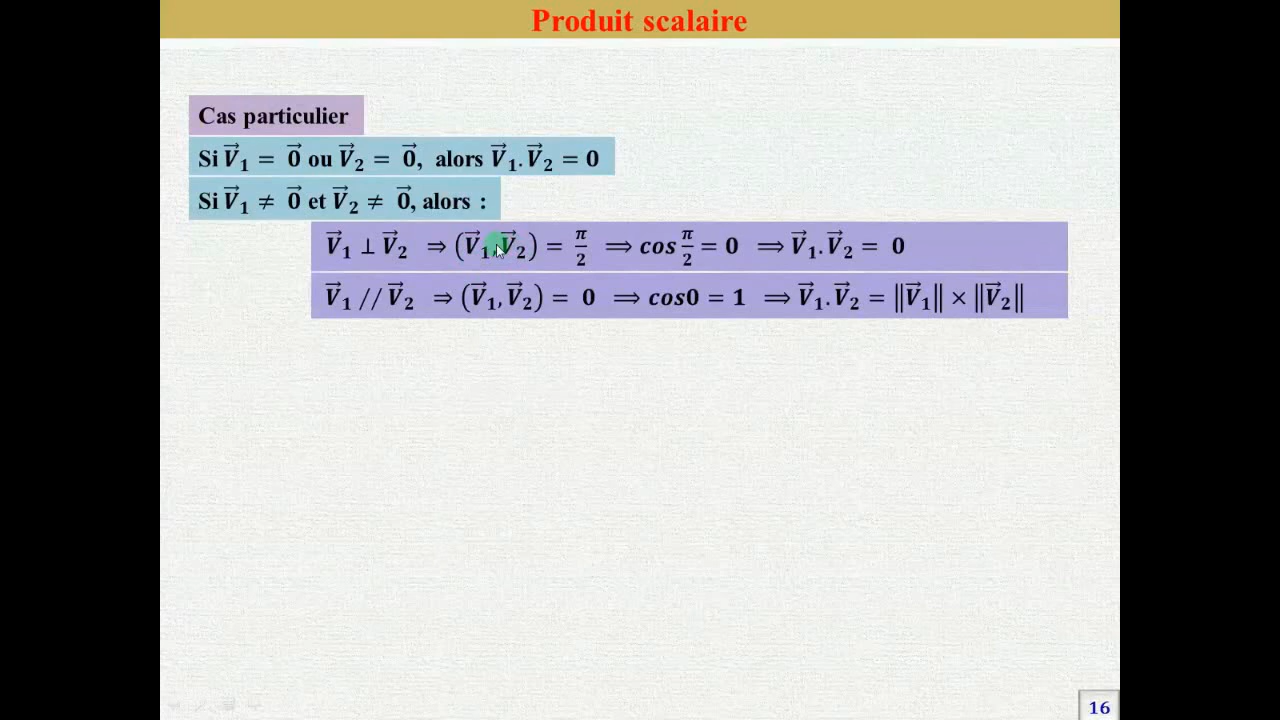 Produit scalaire
Cas particulier
Si V⃗₁ = 0⃗ ou V⃗₂ = 0⃗, alors V⃗₁.V⃗₂ = 0
Si V⃗₁ ≠ 0⃗ et V⃗₂ ≠ 0⃗, alors :
V⃗₁ ⊥ V⃗₂ ⇒ (V⃗₁,V⃗₂) = π/2 ⟹ cos π/2 = 0 ⟹ V⃗₁.V⃗₂ = 0
V⃗₁ // V⃗₂ ⇒ (V⃗₁,V⃗₂) = 0 ⟹ cos0 = 1 ⟹ V⃗₁.V⃗₂ = ‖V⃗₁‖ × ‖V⃗₂‖
16